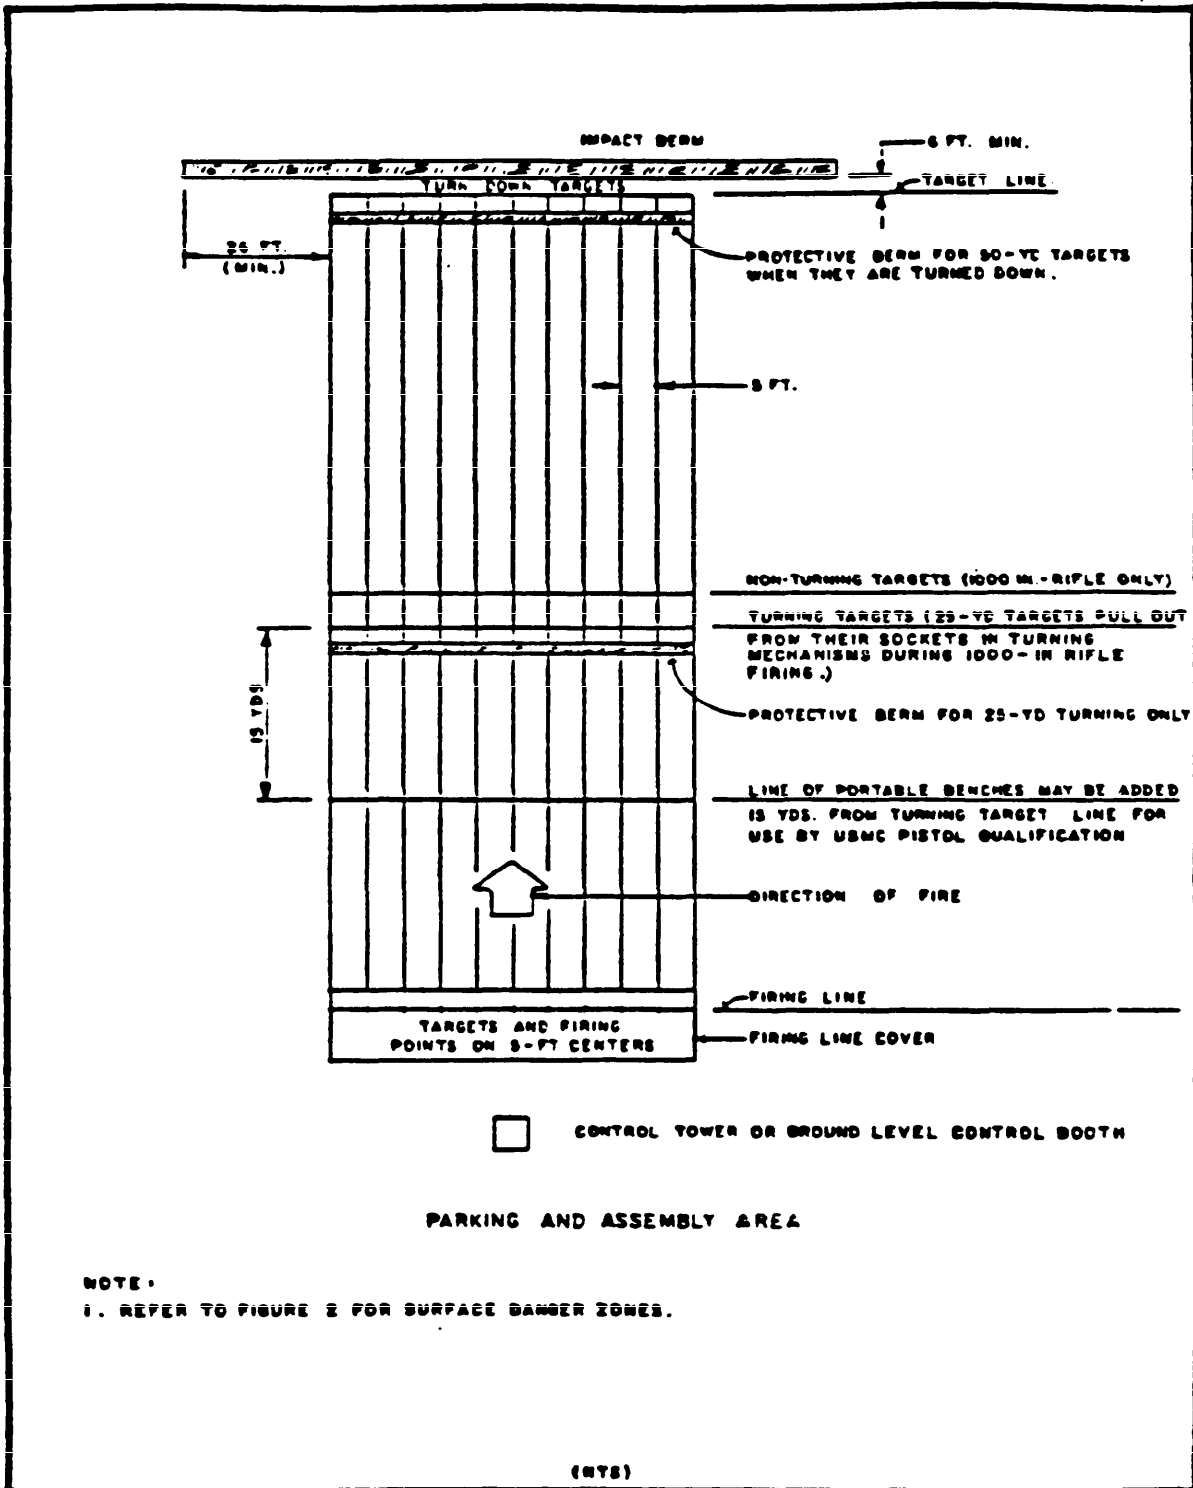 IMPACT BERM
6 FT. MIN.
TURN DOWN TARGETS
TARGET LINE
(MIN.)
PROTECTIVE BERM FOR 50-YD TARGETS
WHEN THEY ARE TURNED DOWN.
5 FT.
NON-TURNING TARGETS (1000 IN.-RIFLE ONLY)
TURNING TARGETS (25-YD TARGETS PULL OUT
FROM THEIR SOCKETS IN TURNING
MECHANISMS DURING 1000-IN RIFLE
FIRING.)
PROTECTIVE BERM FOR 25-YD TURNING ONLY
15 YDS
LINE OF PORTABLE BENCHES MAY BE ADDED
15 YDS. FROM TURNING TARGET LINE FOR
USE BY USMC PISTOL QUALIFICATION
DIRECTION OF FIRE
FIRING LINE
TARGETS AND FIRING
POINTS ON 5-FT CENTERS
FIRING LINE COVER
CONTROL TOWER OR GROUND LEVEL CONTROL BOOTH
PARKING AND ASSEMBLY AREA
NOTE:
1. REFER TO FIGURE 2 FOR SURFACE DANGER ZONES.
(NTS)